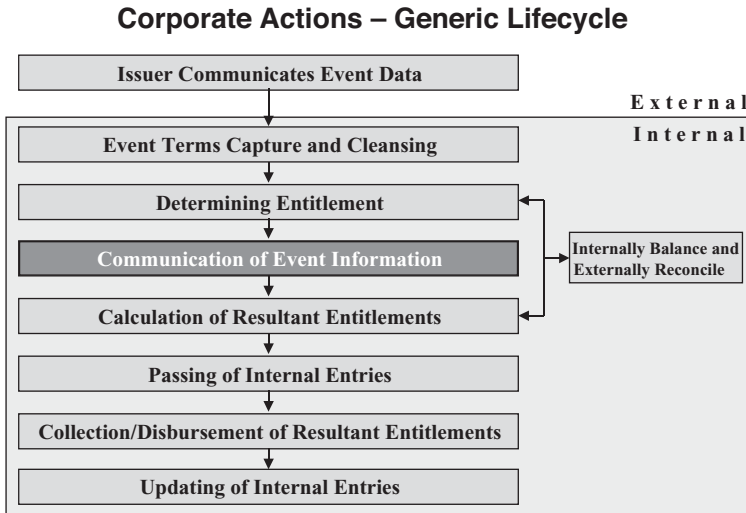 Corporate Actions – Generic Lifecycle
Issuer Communicates Event Data
External
Internal
Event Terms Capture and Cleansing
Determining Entitlement
Communication of Event Information
Internally Balance and
Externally Reconcile
Calculation of Resultant Entitlements
Passing of Internal Entries
Collection/Disbursement of Resultant Entitlements
Updating of Internal Entries